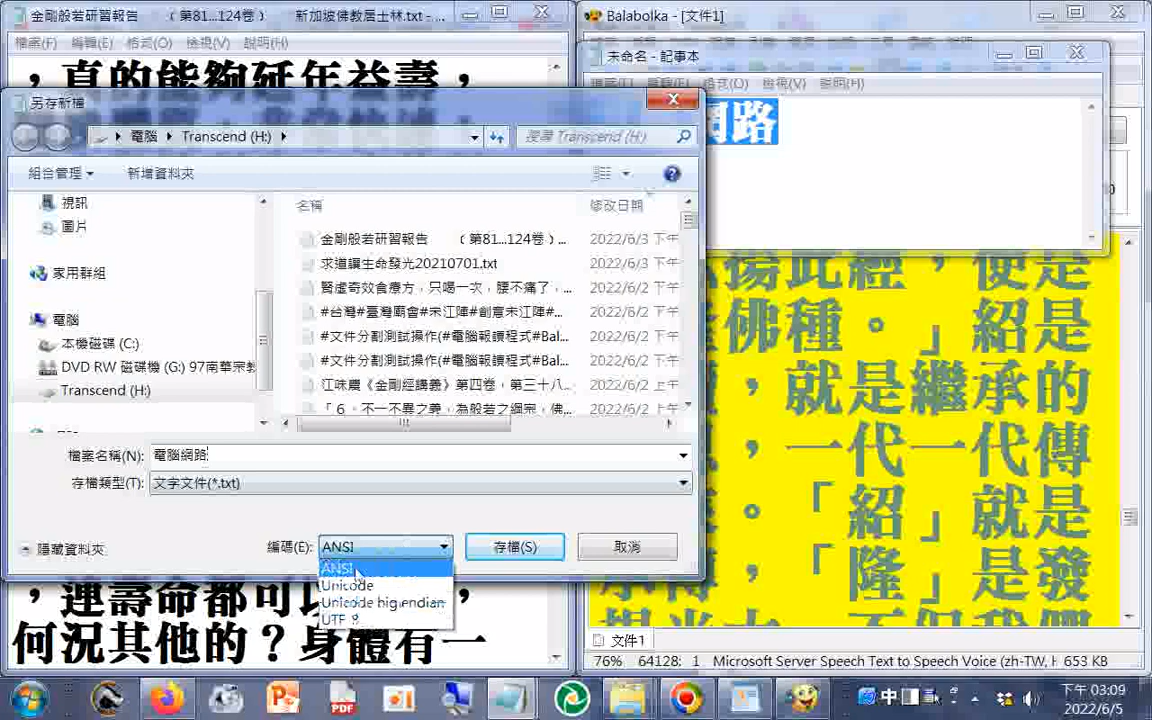 金剛般若研習報告　（第81...124卷）　新加坡佛教居士林.txt - ...
檔案(F) 編輯(E) 格式(O) 檢視(V) 說明(H)
，真的能夠延年益壽，
另存新檔
電腦 Transcend (H:)
搜尋 Transcend (H:)
組合管理 新增資料夾
視訊
圖片
家用群組
電腦
本機磁碟 (C:)
DVD RW 磁碟機 (G:) 97南華宗教
Transcend (H:)
名稱 修改日期
金剛般若研習報告　（第81...124卷）... 2022/6/3 下午
求道讓生命發光20210701.txt 2022/6/3 下午
腎虛奇效食療方，只喝一次，腰不痛了，... 2022/6/2 下午
#台灣#臺灣廟會#宋江陣#創意宋江陣#... 2022/6/2 下午
#文件分割測試操作(#電腦報讀程式#Bal... 2022/6/2 下午
#文件分割測試操作(#電腦報讀程式#Bal... 2022/6/2 下午
江味農《金剛經講義》第四卷，第三十八... 2022/6/2 下午
「６，不一不異之義，為般若之綱宗，佛... 2022/6/2 上午
檔案名稱(N): 電腦網路
存檔類型(T): 文字文件(*.txt)
隱藏資料夾
編碼(E): ANSI
存檔(S) 取消
ANSI
Unicode
Unicode big endian
UTF-8
，連壽命都可以
，
何況其他的？身體有一
Balabolka - [文件1]
未命名 - 記事本
格式(O) 檢視(V) 說明(H)
網路
揚此經，便是
佛種。」紹是
，就是繼承的
，一代一代傳
。「紹」就是
「隆」是發
文件1
76% 64128: 1 Microsoft Server Speech Text to Speech Voice (zh-TW, H 653 KB
中
下午 03:09
2022/6/5